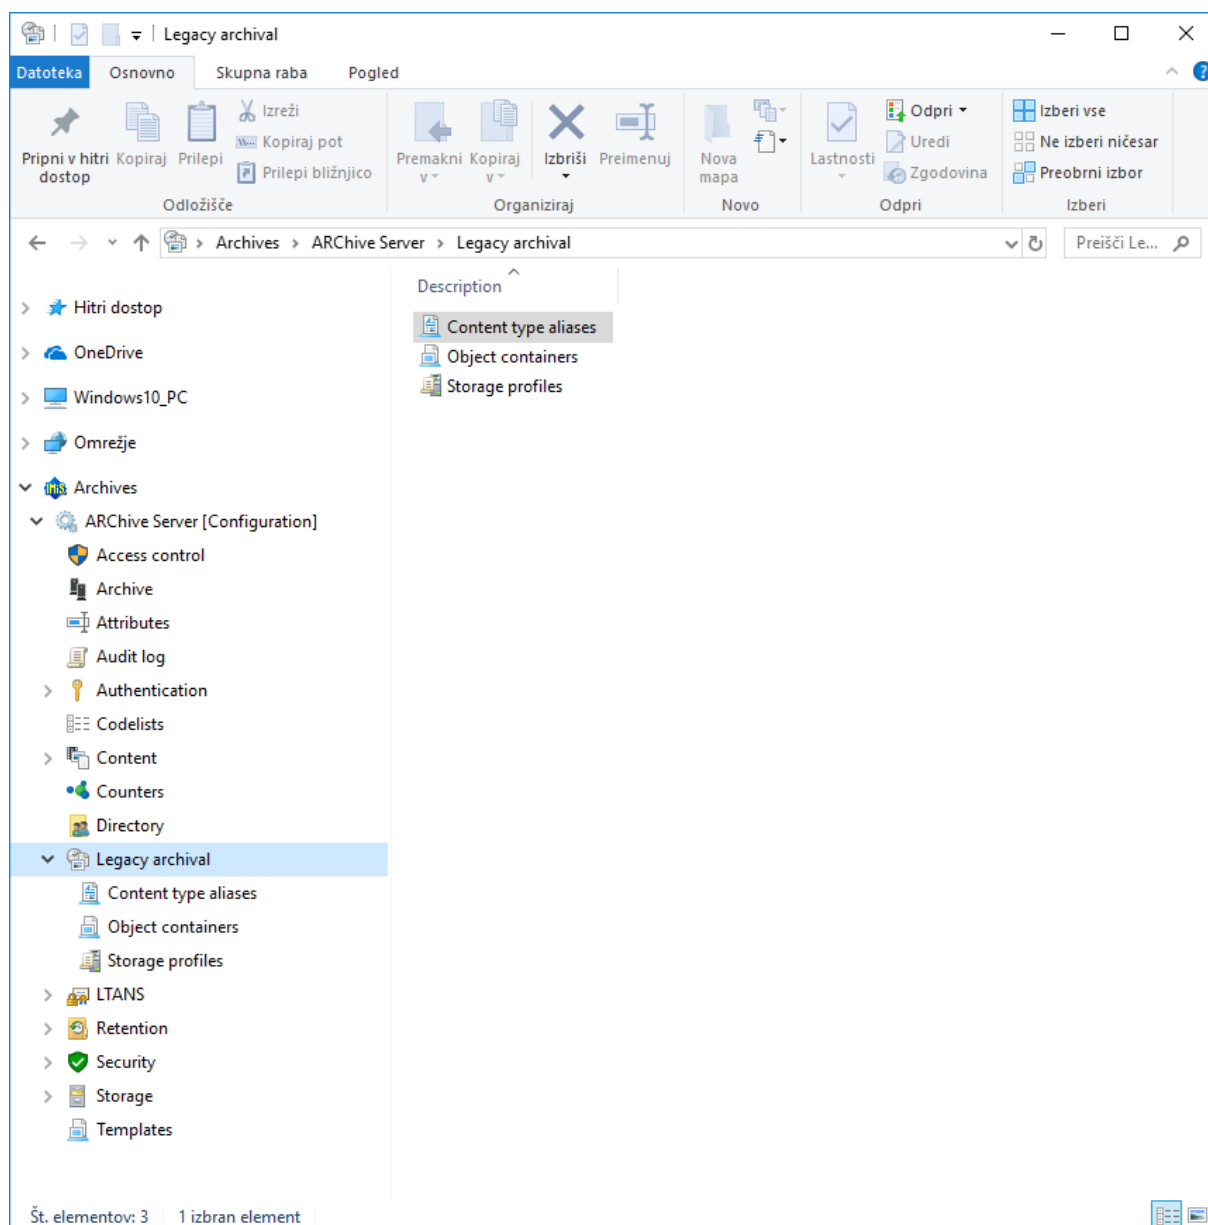 Legacy archival
Datoteka Osnovno Skupna raba Pogled
Pripni v hitri dostop
Kopiraj
Prilepi
Izreži
Kopiraj pot
Prilepi bližnjico
Odložišče
Premakni v
Kopiraj v
Izbriši
Preimenuj
Organiziraj
Nova mapa
Novo
Lastnosti
Odpri
Uredi
Zgodovina
Odpri
Izberi vse
Ne izberi ničesar
Preobrni izbor
Izberi
Archives > ARChive Server > Legacy archival
Preišči Le...
Hitri dostop
OneDrive
Windows10_PC
Omrežje
Archives
ARChive Server [Configuration]
Access control
Archive
Attributes
Audit log
Authentication
Codelists
Content
Counters
Directory
Legacy archival
Content type aliases
Object containers
Storage profiles
LTANS
Retention
Security
Storage
Templates
Description
Content type aliases
Object containers
Storage profiles
Št. elementov: 3 1 izbran element